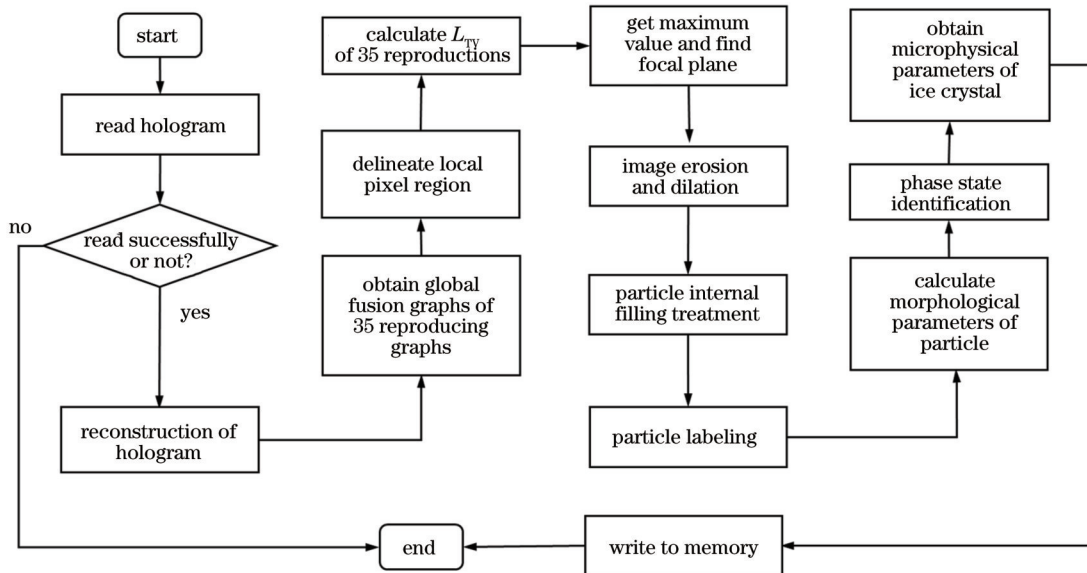 start
read hologram
no
read successfully
or not?
yes
reconstruction of
hologram
obtain global
fusion graphs of
35 reproducing
graphs
delineate local
pixel region
calculate L_TV
of 35 reproductions
get maximum
value and find
focal plane
image erosion
and dilation
particle internal
filling treatment
particle labeling
calculate
morphological
parameters of
particle
phase state
identification
obtain
microphysical
parameters of
ice crystal
write to memory
end